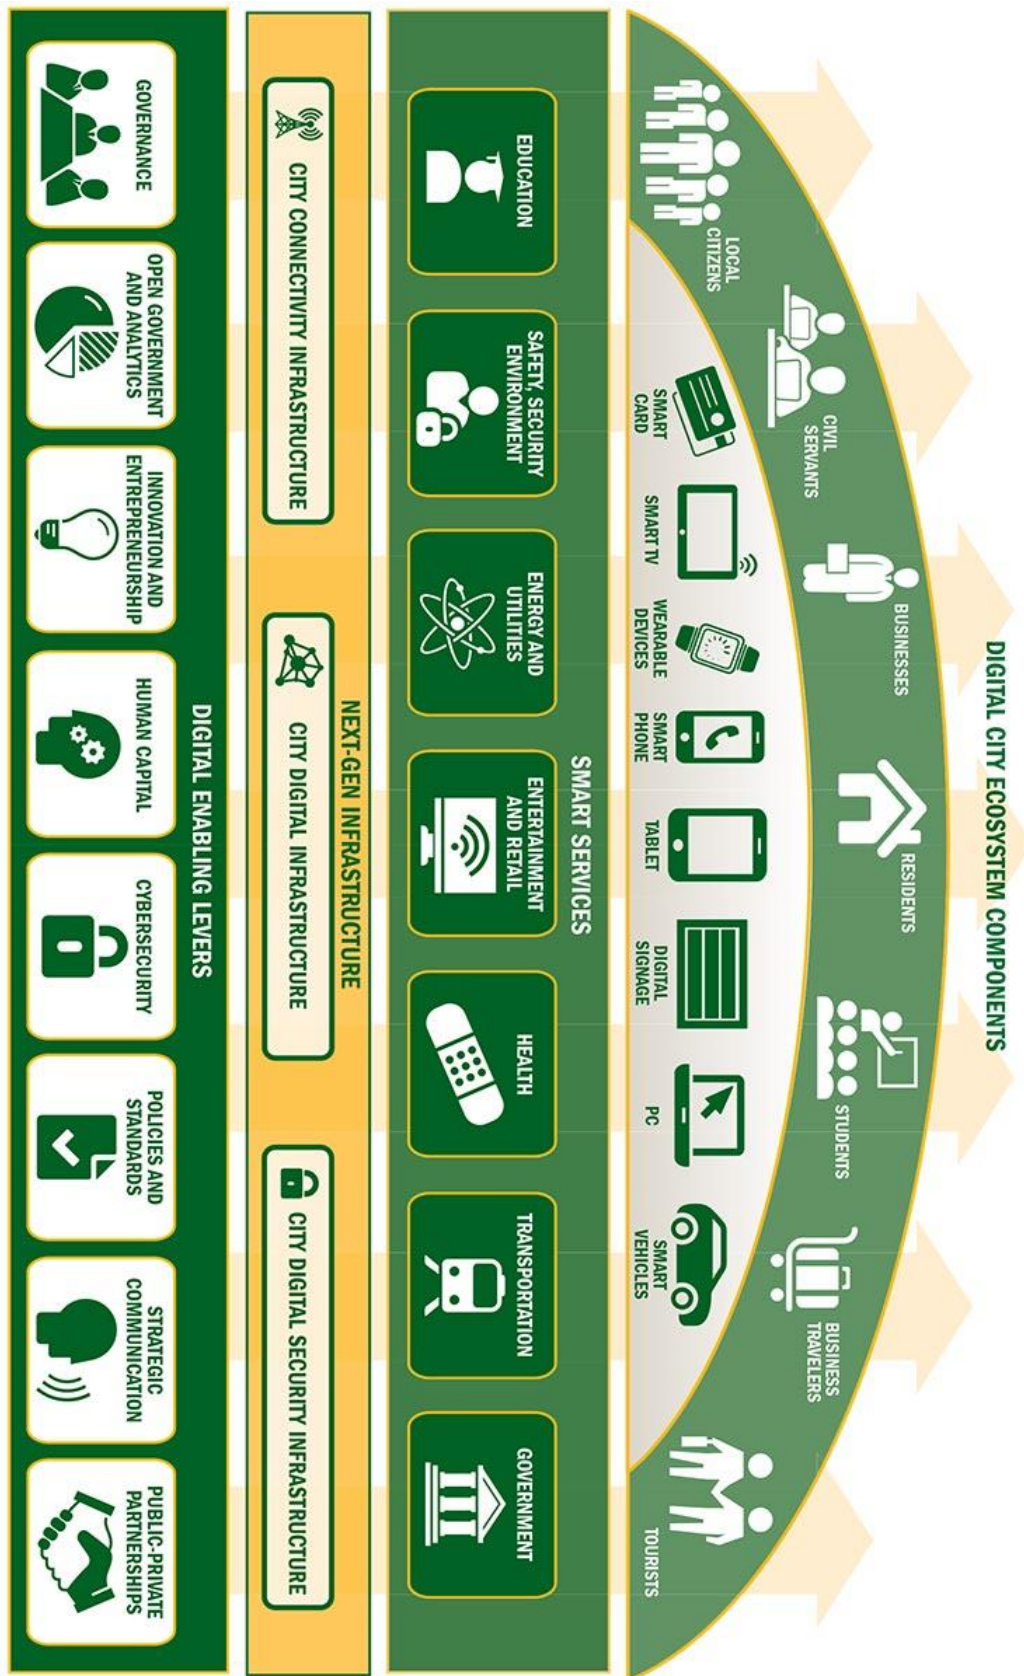 DIGITAL CITY ECOSYSTEM COMPONENTS
LOCAL
CITIZENS
CIVIL
SERVANTS
BUSINESSES
RESIDENTS
STUDENTS
BUSINESS
TRAVELERS
TOURISTS
SMART
CARD
SMART TV
WEARABLE
DEVICES
SMART
PHONE
TABLET
DIGITAL
SIGNAGE
PC
SMART
VEHICLES
SMART SERVICES
EDUCATION
SAFETY, SECURITY
ENVIRONMENT
ENERGY AND
UTILITIES
ENTERTAINMENT
AND RETAIL
HEALTH
TRANSPORTATION
GOVERNMENT
NEXT-GEN INFRASTRUCTURE
CITY CONNECTIVITY INFRASTRUCTURE
CITY DIGITAL INFRASTRUCTURE
CITY DIGITAL SECURITY INFRASTRUCTURE
DIGITAL ENABLING LEVERS
GOVERNANCE
OPEN GOVERNMENT
AND ANALYTICS
INNOVATION AND
ENTREPRENEURSHIP
HUMAN CAPITAL
CYBERSECURITY
POLICIES AND
STANDARDS
STRATEGIC
COMMUNICATION
PUBLIC-PRIVATE
PARTNERSHIPS